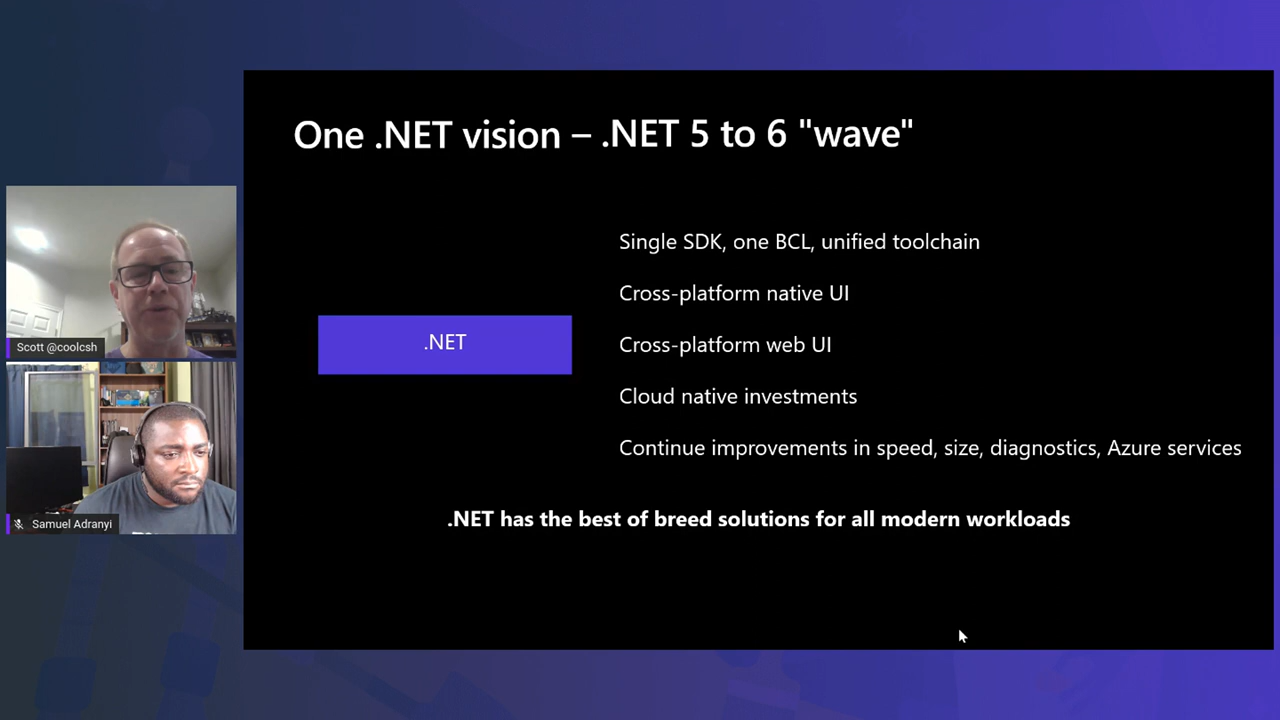 One .NET vision – .NET 5 to 6 "wave"
Single SDK, one BCL, unified toolchain
Cross-platform native UI
.NET
Cross-platform web UI
Cloud native investments
Continue improvements in speed, size, diagnostics, Azure services
.NET has the best of breed solutions for all modern workloads
Scott @coolcsh
Samuel Adranyi